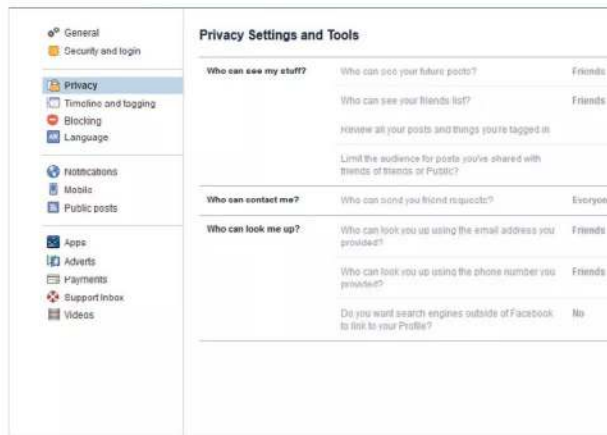 General
Security and login
Privacy
Timeline and tagging
Blocking
Language
Notifications
Mobile
Public posts
Apps
Adverts
Payments
Support Inbox
Videos
Privacy Settings and Tools
Who can see my stuff?
Who can see your future posts?
Friends
Who can see your friends list?
Friends
Review all your posts and things you're tagged in
Limit the audience for posts you've shared with
friends of friends or Public?
Who can contact me?
Who can send you friend requests?
Everyon
Who can look me up?
Who can look you up using the email address you
provided?
Friends
Who can look you up using the phone number you
provided?
Friends
Do you want search engines outside of Facebook
to link to your Profile?
No